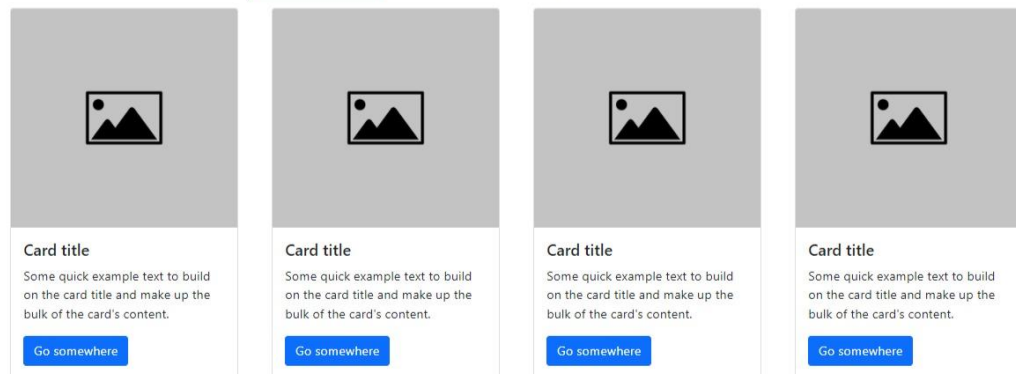 Card title
Some quick example text to build
on the card title and make up the
bulk of the card's content.
Go somewhere
Card title
Some quick example text to build
on the card title and make up the
bulk of the card's content.
Go somewhere
Card title
Some quick example text to build
on the card title and make up the
bulk of the card's content.
Go somewhere
Card title
Some quick example text to build
on the card title and make up the
bulk of the card's content.
Go somewhere